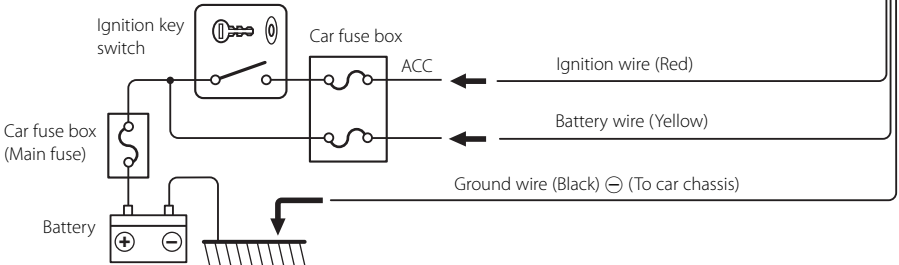 Ignition key
switch
Car fuse box
ACC
Ignition wire (Red)
Car fuse box
(Main fuse)
Battery wire (Yellow)
Ground wire (Black) ⊖ (To car chassis)
Battery
+ −